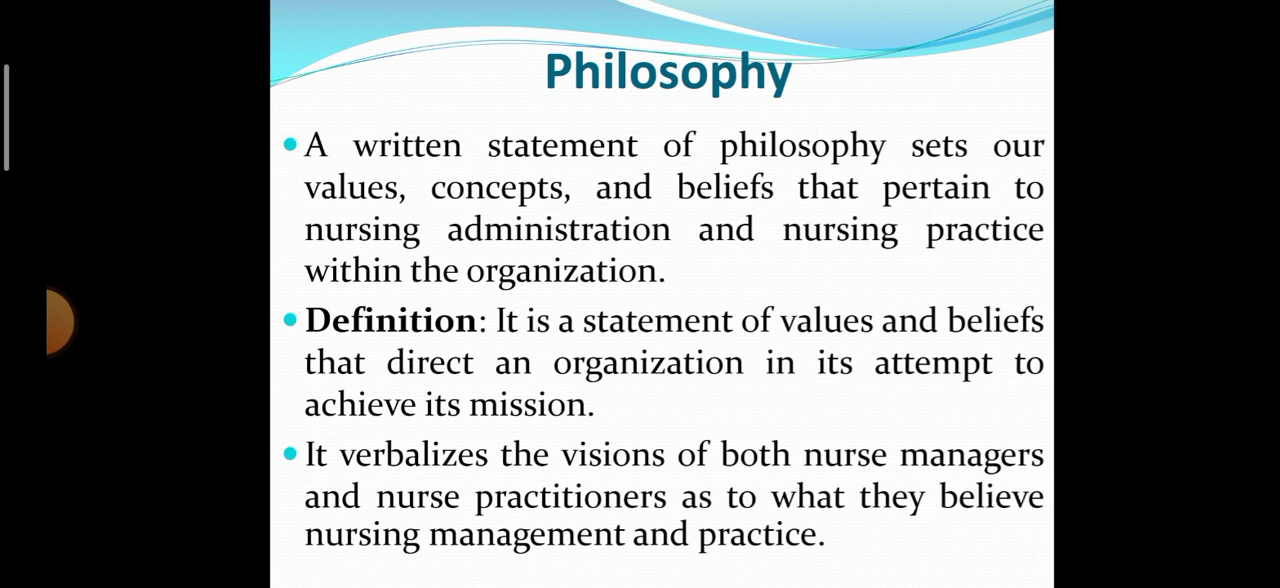 Philosophy
• A written statement of philosophy sets our
values, concepts, and beliefs that pertain to
nursing administration and nursing practice
within the organization.
• Definition: It is a statement of values and beliefs
that direct an organization in its attempt to
achieve its mission.
• It verbalizes the visions of both nurse managers
and nurse practitioners as to what they believe
nursing management and practice.